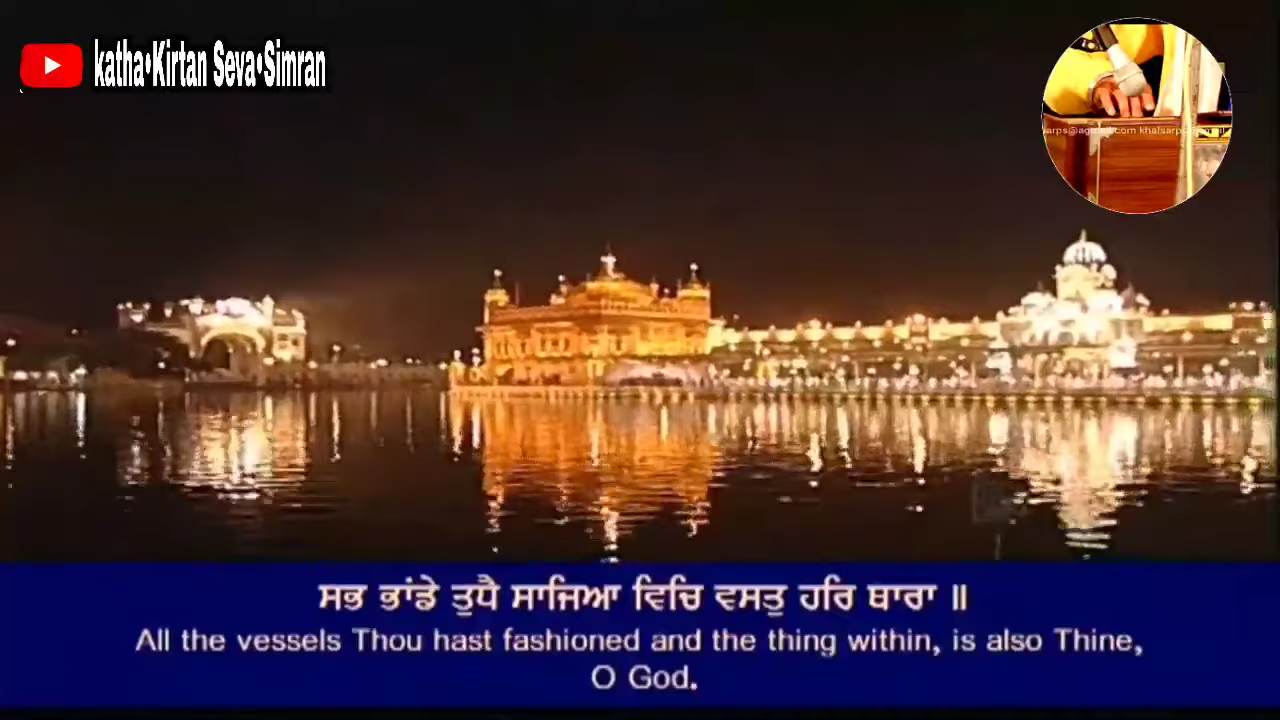 katha•Kirtan Seva•Simran
ਸਭ ਭਾਂਡੇ ਤੁਧੈ ਸਾਜਿਆ ਵਿਚਿ ਵਸਤੁ ਹਰਿ ਥਾਰਾ ॥
All the vessels Thou hast fashioned and the thing within, is also Thine,
O God.